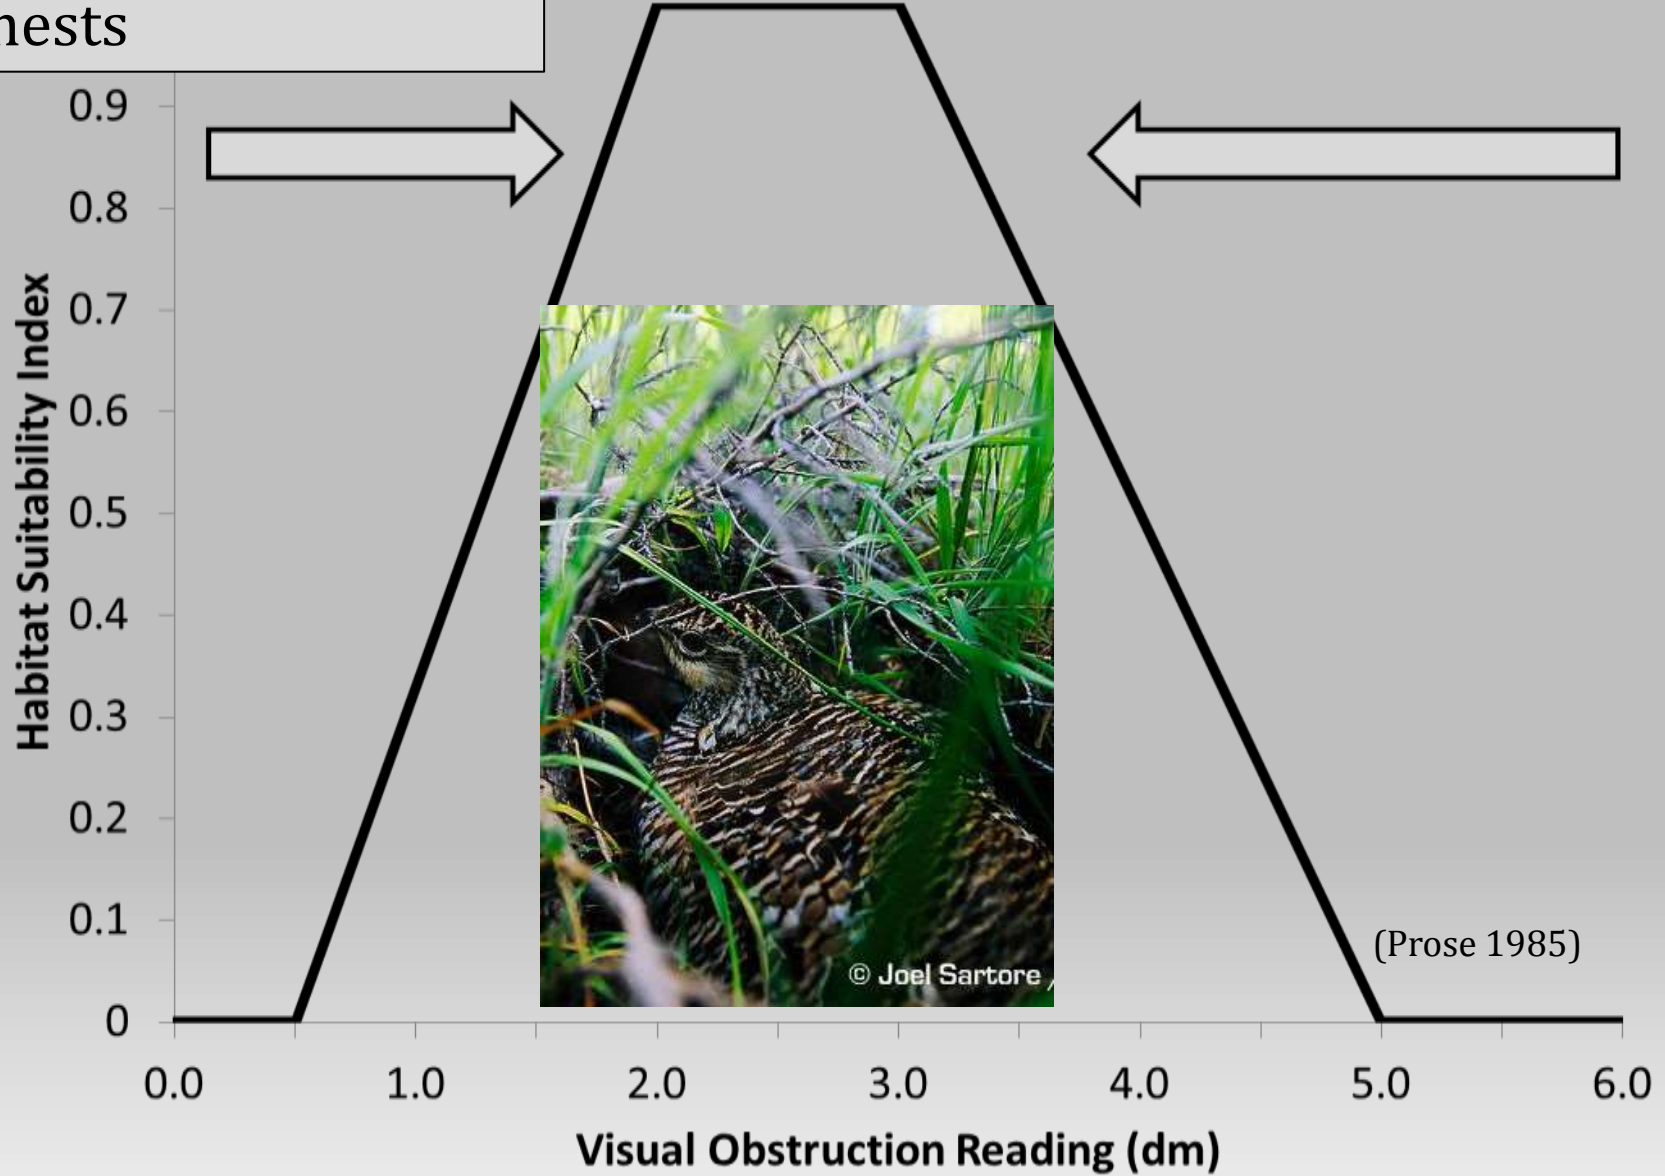 nests
0.9
0.8
0.7
0.6
0.5
0.4
0.3
0.2
0.1
0
Habitat Suitability Index
© Joel Sartore /
(Prose 1985)
0.0 1.0 2.0 3.0 4.0 5.0 6.0
Visual Obstruction Reading (dm)